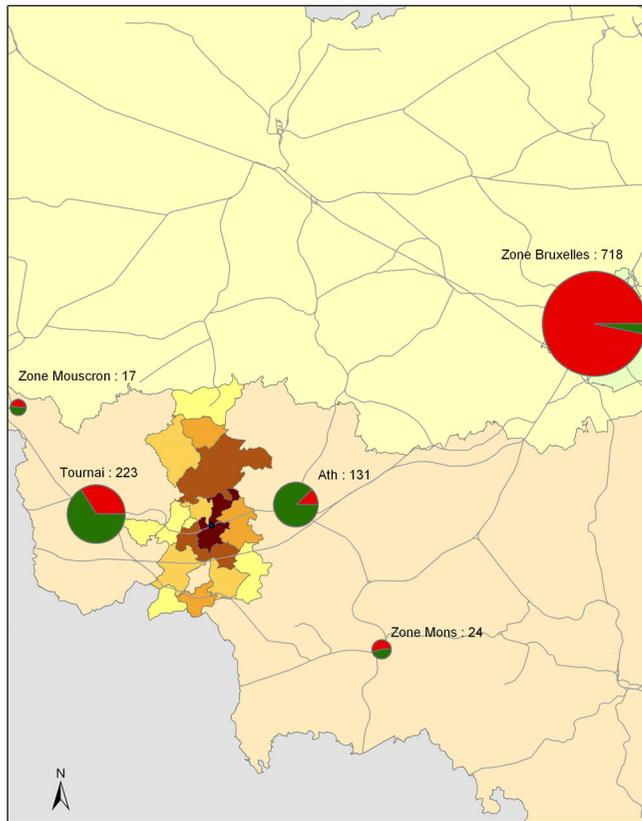 Zone Bruxelles : 718
Zone Mouscron : 17
Tournai : 223
Ath : 131
Zone Mons : 24
N